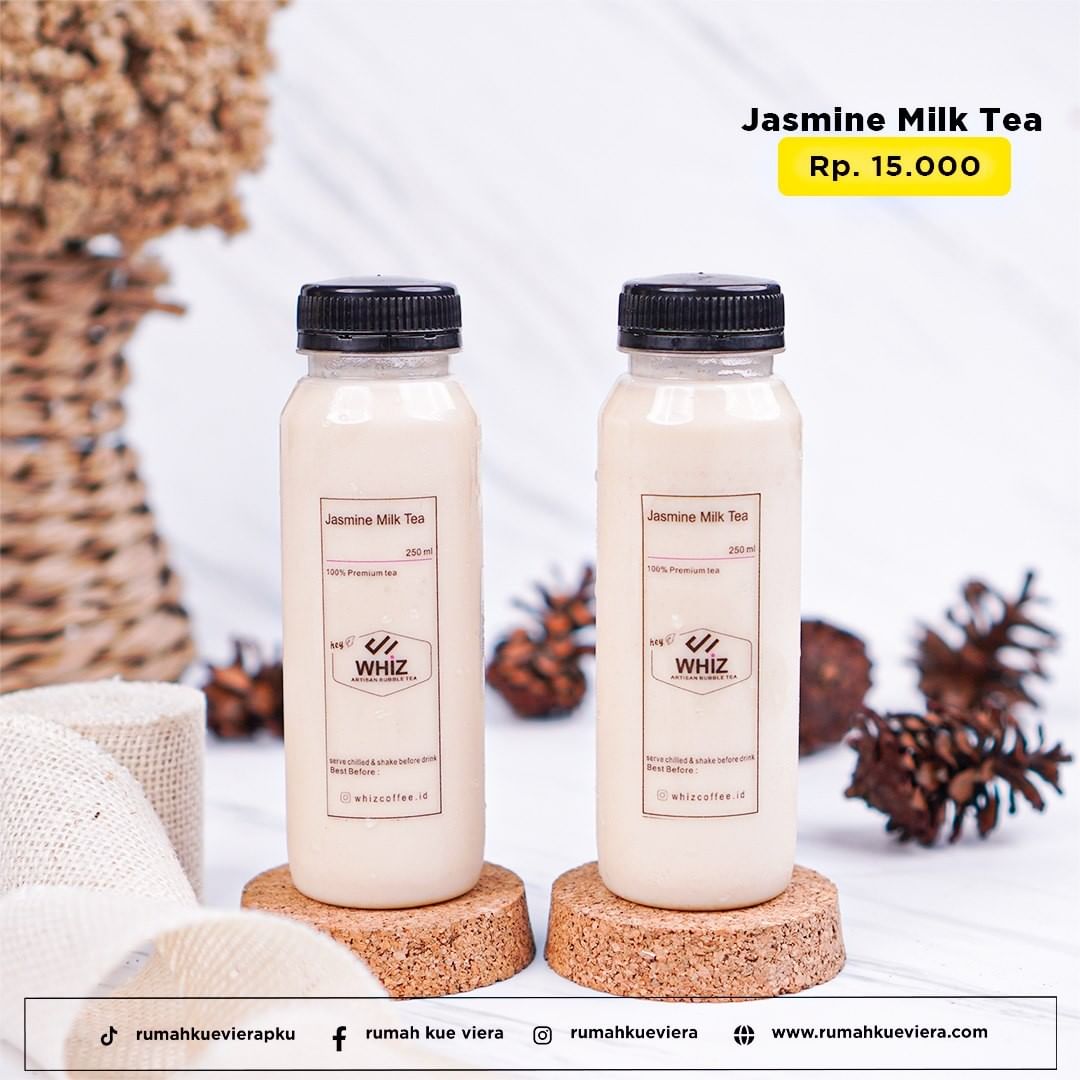 Jasmine Milk Tea
Rp. 15.000
Jasmine Milk Tea
250 ml
100% Premium tea
hey
WHiZ
ARTISAN BUBBLE TEA
serve chilled & shake before drink
Best Before :
whizcoffee.id
Jasmine Milk Tea
250 ml
100% Premium tea
hey
WHiZ
ARTISAN BUBBLE TEA
serve chilled & shake before drink
Best Before :
whizcoffee.id
rumahkuevierapku
rumah kue viera
rumahkueviera
www.rumahkueviera.com